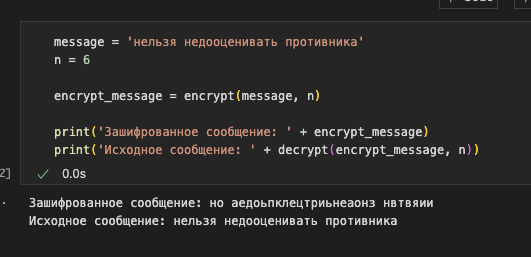 message = 'нельзя недооценивать противника'
n = 6
encrypt_message = encrypt(message, n)
print('Зашифрованное сообщение: ' + encrypt_message)
print('Исходное сообщение: ' + decrypt(encrypt_message, n))
2]
0.0s
Зашифрованное сообщение: но аедоьпклецтриьнеаонз нвтвяии
Исходное сообщение: нельзя недооценивать противника